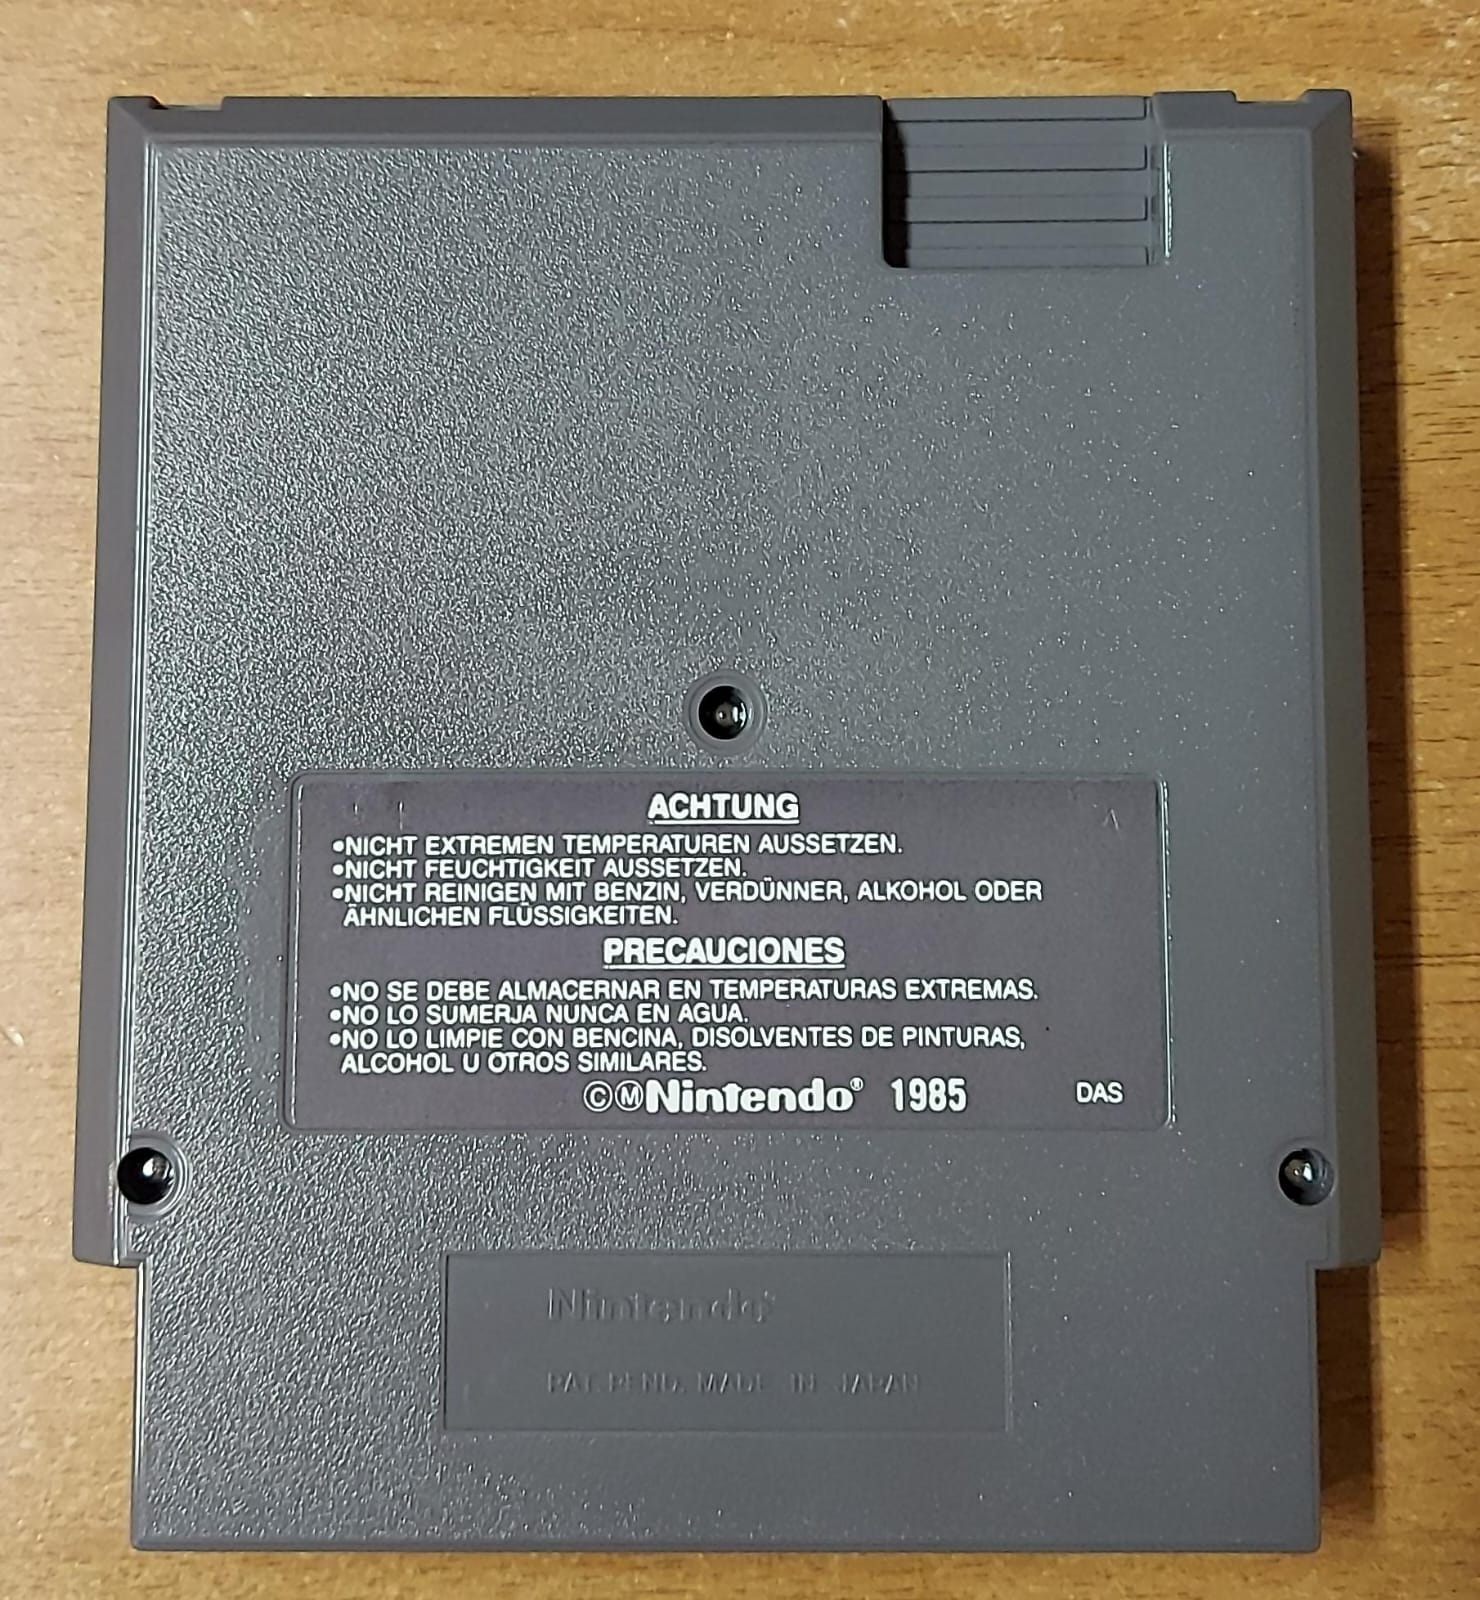 ACHTUNG
•NICHT EXTREMEN TEMPERATUREN AUSSETZEN.
•NICHT FEUCHTIGKEIT AUSSETZEN.
•NICHT REINIGEN MIT BENZIN, VERDÜNNER, ALKOHOL ODER
ÄHNLICHEN FLÜSSIGKEITEN.
PRECAUCIONES
•NO SE DEBE ALMACERNAR EN TEMPERATURAS EXTREMAS.
•NO LO SUMERJA NUNCA EN AGUA.
•NO LO LIMPIE CON BENCINA, DISOLVENTES DE PINTURAS,
ALCOHOL U OTROS SIMILARES.
©ⓂNintendo® 1985 DAS
Nintendo®
PAT. PEND. MADE IN JAPAN